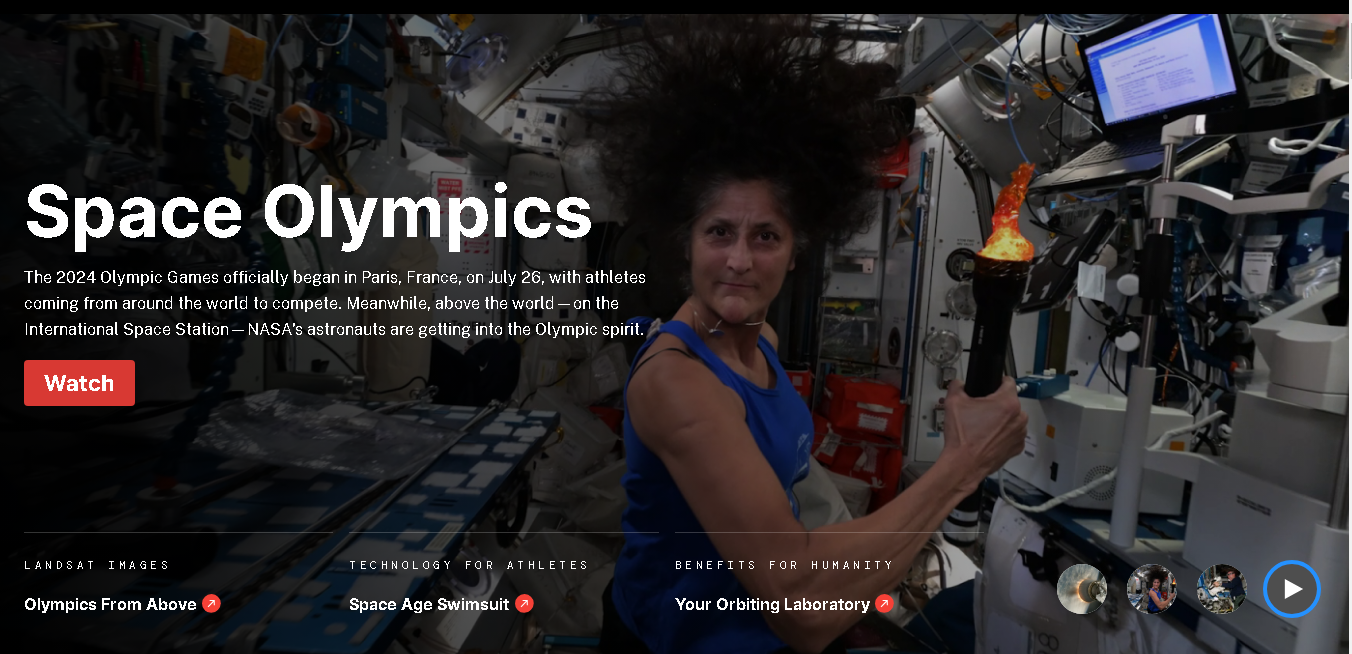 Space Olympics
The 2024 Olympic Games officially began in Paris, France, on July 26, with athletes
coming from around the world to compete. Meanwhile, above the world — on the
International Space Station — NASA's astronauts are getting into the Olympic spirit.
Watch
LANDSAT IMAGES
Olympics From Above
TECHNOLOGY FOR ATHLETES
Space Age Swimsuit
BENEFITS FOR HUMANITY
Your Orbiting Laboratory